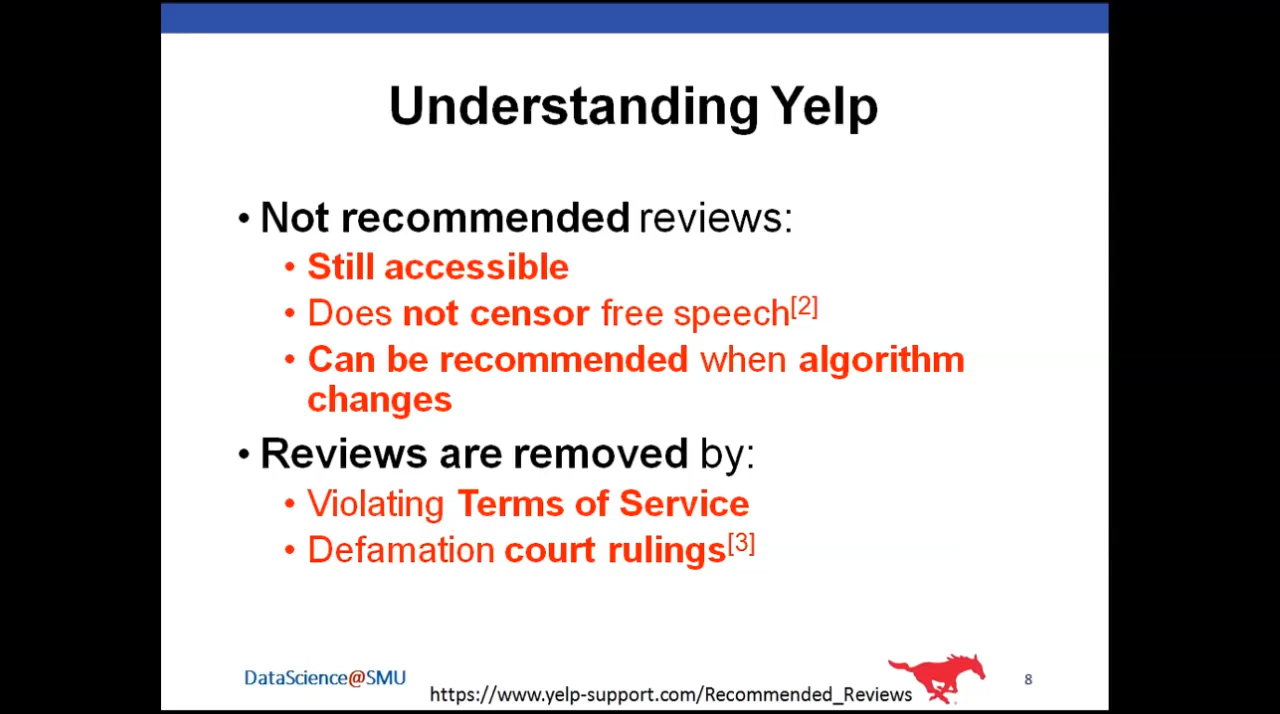 Understanding Yelp
• Not recommended reviews:
• Still accessible
• Does not censor free speech[2]
• Can be recommended when algorithm
changes
• Reviews are removed by:
• Violating Terms of Service
• Defamation court rulings[3]
DataScience@SMU
https://www.yelp-support.com/Recommended_Reviews
8